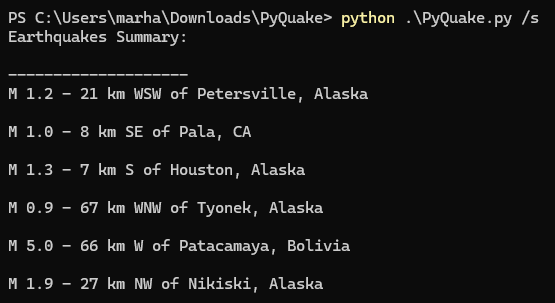 PS C:\Users\marha\Downloads\PyQuake> python .\PyQuake.py /s
Earthquakes Summary:
____________________
M 1.2 - 21 km WSW of Petersville, Alaska
M 1.0 - 8 km SE of Pala, CA
M 1.3 - 7 km S of Houston, Alaska
M 0.9 - 67 km WNW of Tyonek, Alaska
M 5.0 - 66 km W of Patacamaya, Bolivia
M 1.9 - 27 km NW of Nikiski, Alaska